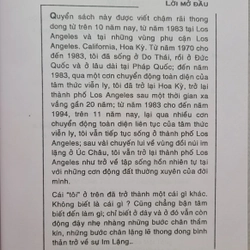 LỜI MỞ ĐẦU
Quyển sách này được viết chậm rãi thong
dong từ trên 10 năm nay, từ năm 1983 tại Los
Angeles và tại những vùng phụ cận Los
Angeles. California, Hoa Kỳ. Từ năm 1970 cho
đến 1983, tôi đã sống ở Do Thái, rồi ở Đức
Quốc và ở lâu dài tại Pháp Quốc; đến năm
1983, qua một cơn chuyển động toàn diện của
tâm thức viễn ly, tôi đã trở lại Hoa Kỳ, trở lại
thành phố Los Angeles sau một thời gian xa
vắng gần 20 năm; từ năm 1983 cho đến năm
1994, trên 11 năm nay, lại qua nhiều cơn
chuyển động toàn diện liên tục của tâm thức
viễn ly, tôi vẫn tiếp tục sống ở thành phố Los
Angeles; sau vài chuyến lui về vùng đồi núi im
lặng ở Úc Châu, tôi vẫn trở lại thành phố Los
Angeles như trở về tập sống hồn nhiên tự tại
với những cơn động đất thường xuyên của đời
mình.
Cái "tôi" ở trên đã trở thành một cái gì khác.
Không biết là cái gì ? Cũng chẳng bận tâm
biết đến làm gì; chỉ biết ở đây và ở đó vẫn còn
động đậy nhẹ nhàng những bước chân thầm
kín, những bước chân lặng lẽ thong dong bình
thản trở về sự Im Lặng...